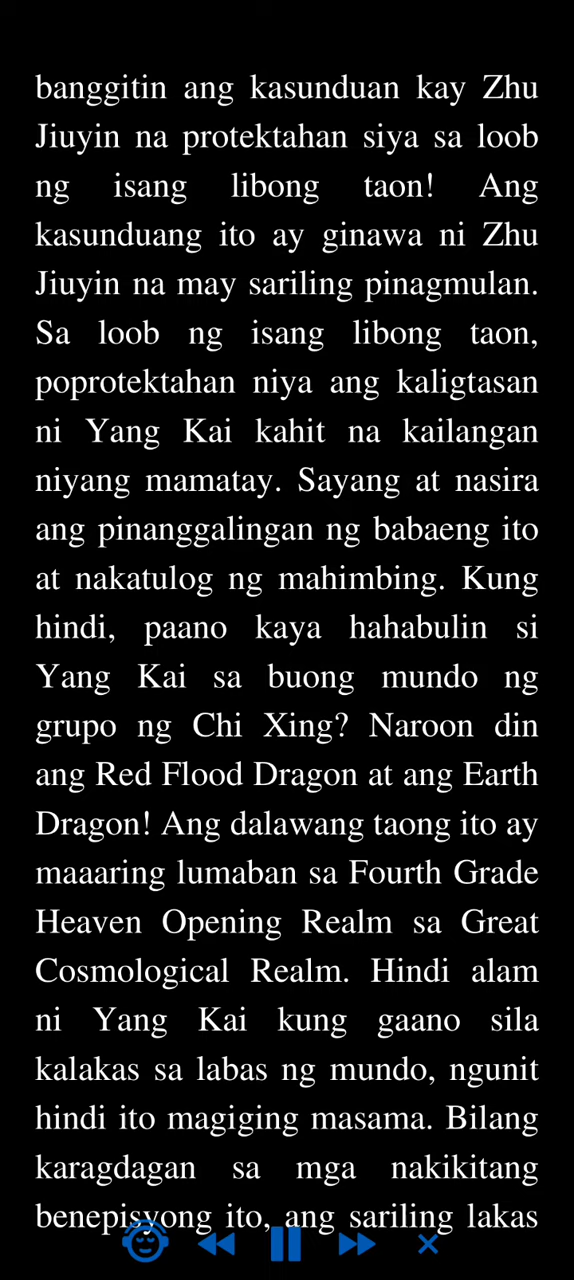 banggitin ang kasunduan kay Zhu
Jiuyin na protektahan siya sa loob
ng isang libong taon! Ang
kasunduang ito ay ginawa ni Zhu
Jiuyin na may sariling pinagmulan.
Sa loob ng isang libong taon,
poprotektahan niya ang kaligtasan
ni Yang Kai kahit na kailangan
niyang mamatay. Sayang at nasira
ang pinanggalingan ng babaeng ito
at nakatulog ng mahimbing. Kung
hindi, paano kaya hahabulin si
Yang Kai sa buong mundo ng
grupo ng Chi Xing? Naroon din
ang Red Flood Dragon at ang Earth
Dragon! Ang dalawang taong ito ay
maaaring lumaban sa Fourth Grade
Heaven Opening Realm sa Great
Cosmological Realm. Hindi alam
ni Yang Kai kung gaano sila
kalakas sa labas ng mundo, ngunit
hindi ito magiging masama. Bilang
karagdagan sa mga nakikitang
benepisyong ito, ang sariling lakas